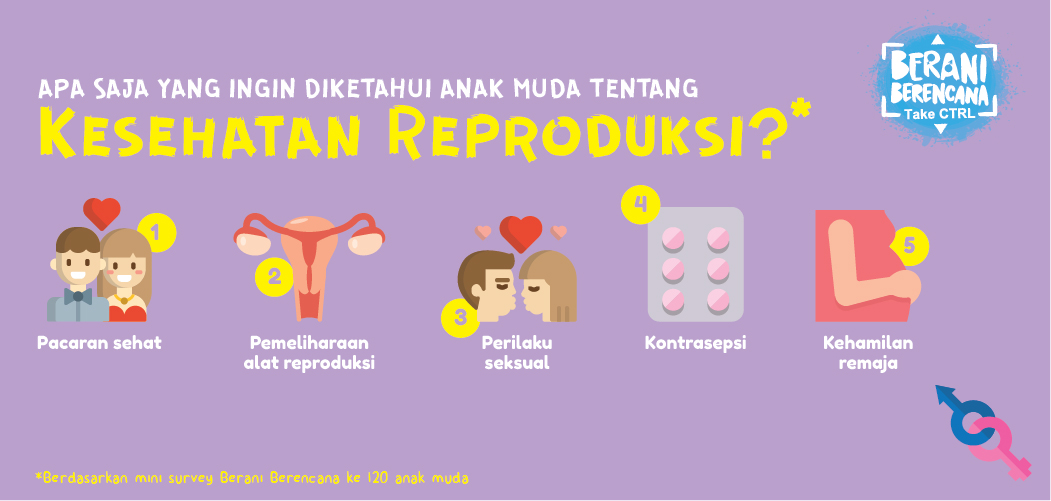 APA SAJA YANG INGIN DIKETAHUI ANAK MUDA TENTANG
KESEHATAN REPRODUKSI?*
BERANI
BERENCANA
Take CTRL
1
Pacaran sehat
2
Pemeliharaan
alat reproduksi
3
Perilaku
seksual
4
Kontrasepsi
5
Kehamilan
remaja
*Berdasarkan mini survey Berani Berencana ke 120 anak muda